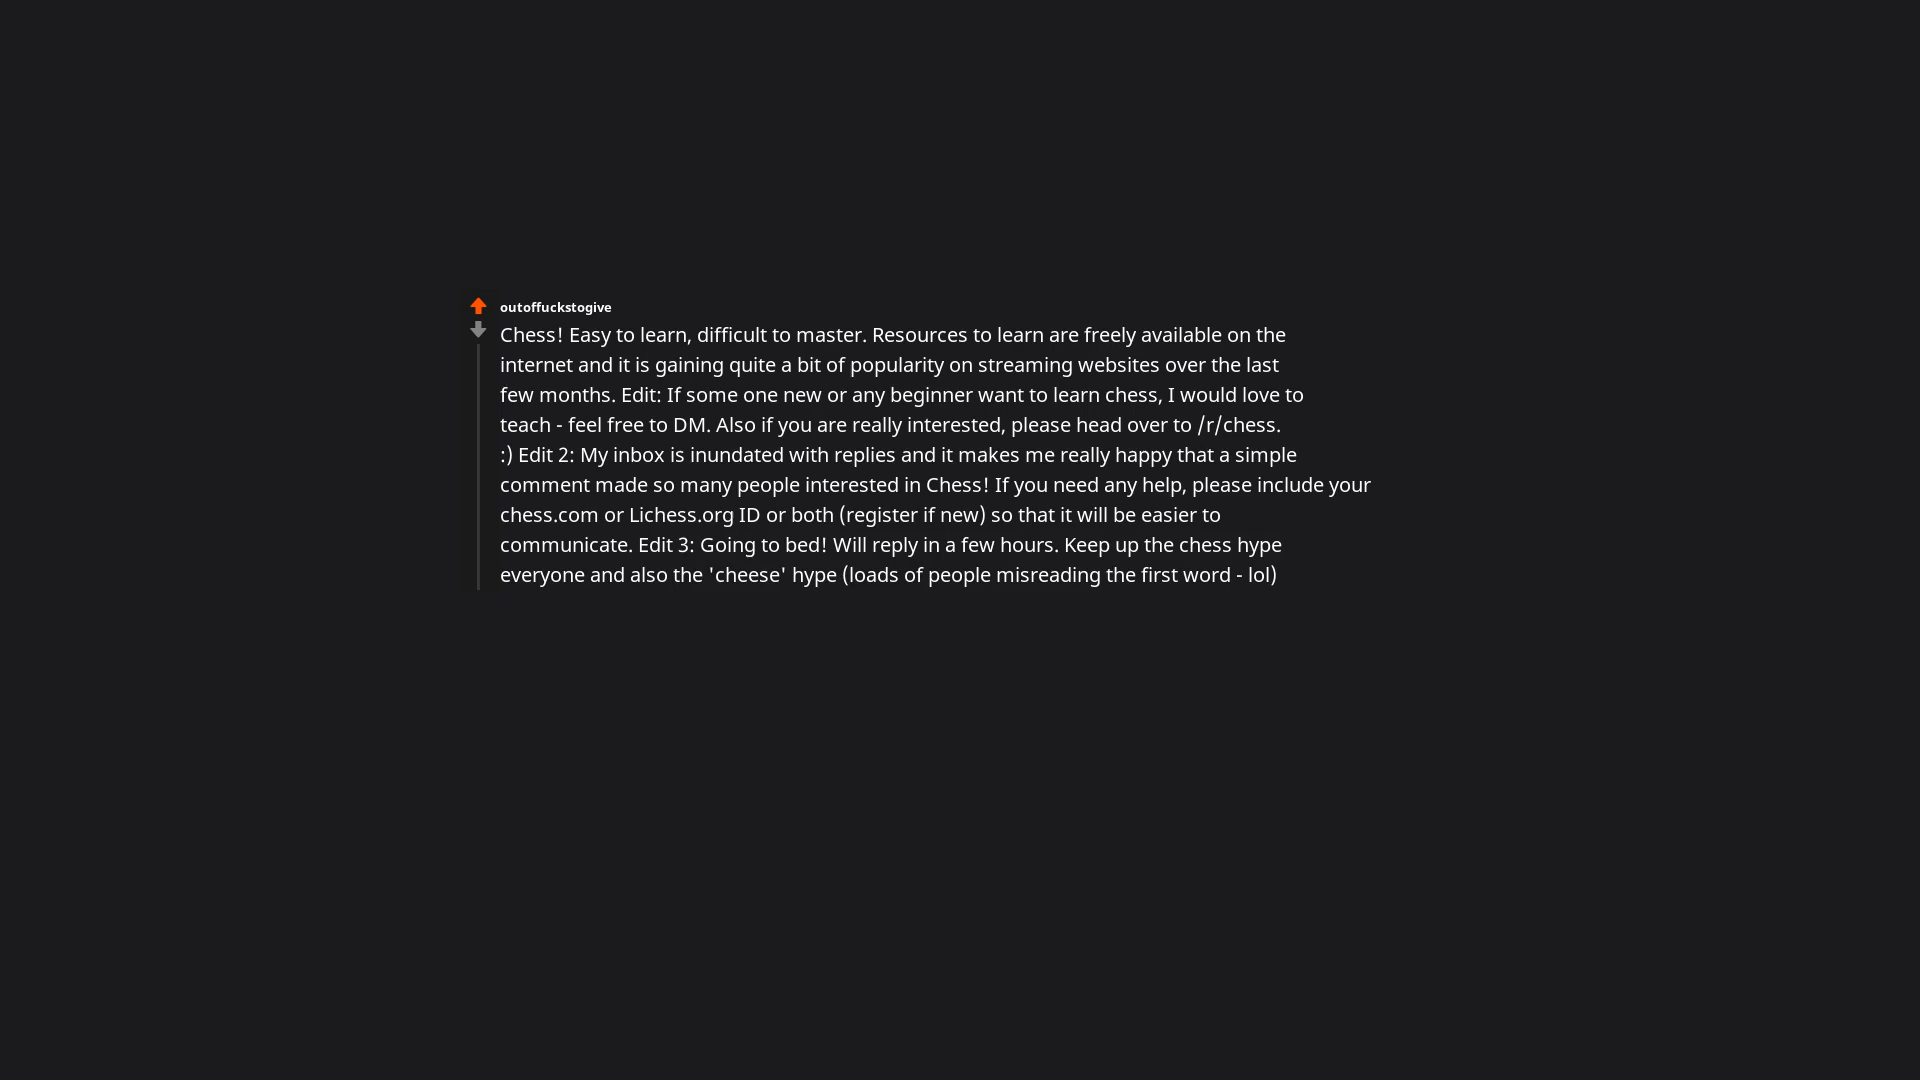 outoffuckstogive
Chess! Easy to learn, difficult to master. Resources to learn are freely available on the
internet and it is gaining quite a bit of popularity on streaming websites over the last
few months. Edit: If some one new or any beginner want to learn chess, I would love to
teach - feel free to DM. Also if you are really interested, please head over to /r/chess.
:) Edit 2: My inbox is inundated with replies and it makes me really happy that a simple
comment made so many people interested in Chess! If you need any help, please include your
chess.com or Lichess.org ID or both (register if new) so that it will be easier to
communicate. Edit 3: Going to bed! Will reply in a few hours. Keep up the chess hype
everyone and also the 'cheese' hype (loads of people misreading the first word - lol)